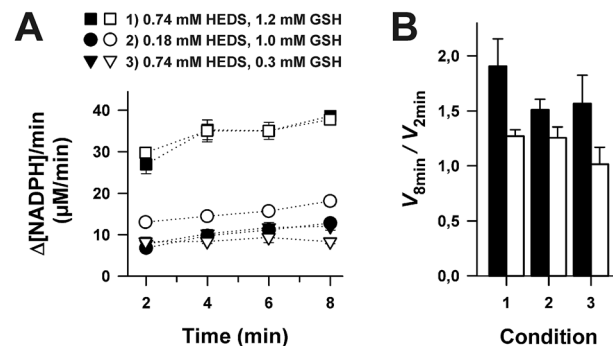 A
1) 0.74 mM HEDS, 1.2 mM GSH
2) 0.18 mM HEDS, 1.0 mM GSH
3) 0.74 mM HEDS, 0.3 mM GSH
Δ[NADPH]/min
(µM/min)
40
30
20
10
0
2 4 6 8
Time (min)
B
V8min / V2min
2,0
1,5
1,0
0,5
0,0
1 2 3
Condition